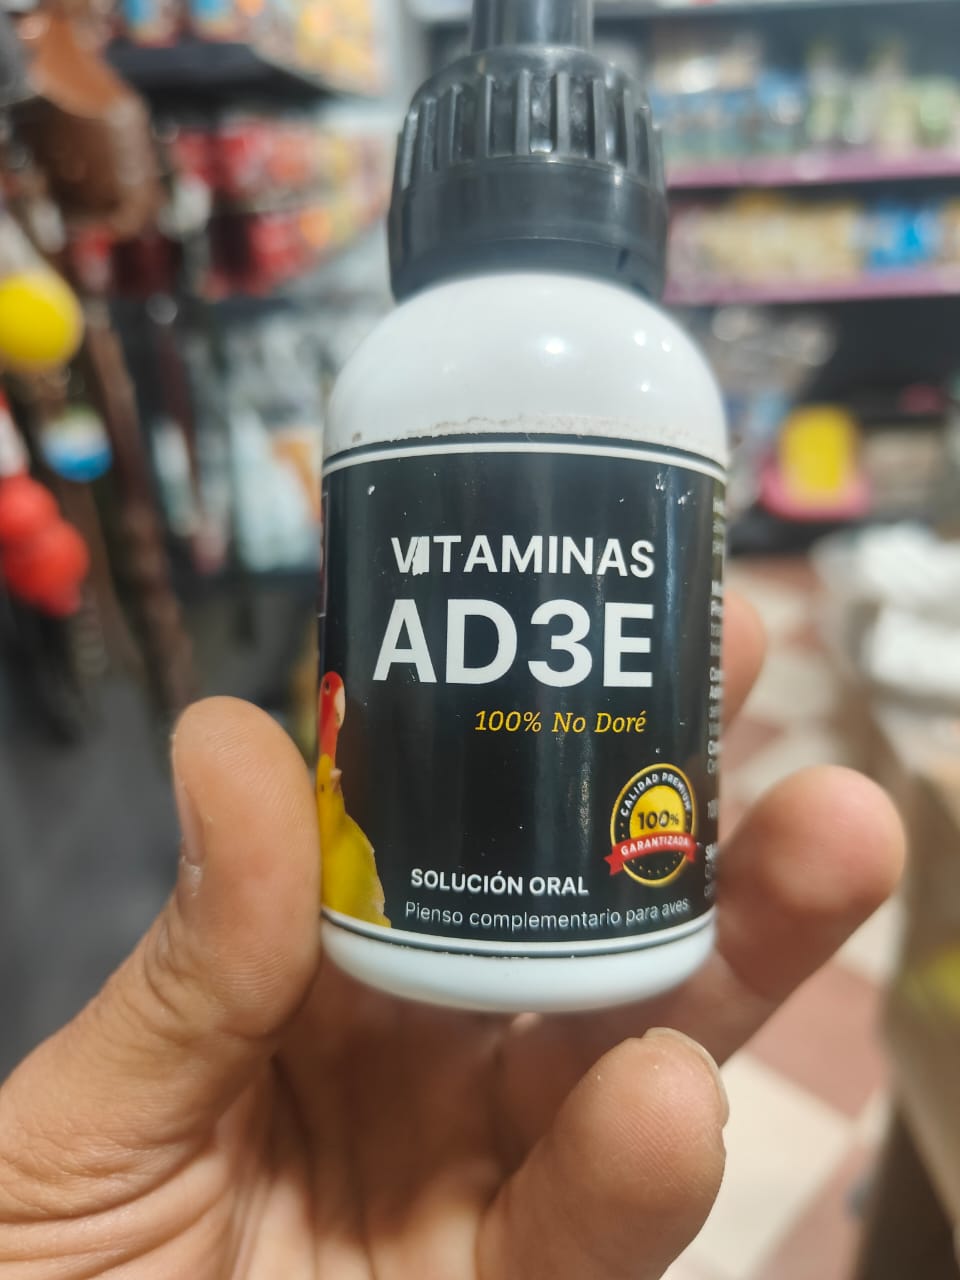 VITAMINAS
AD3E
100% No Doré
CALIDAD PREMIUM
100%
GARANTIZADA
SOLUCIÓN ORAL
Pienso complementario para aves